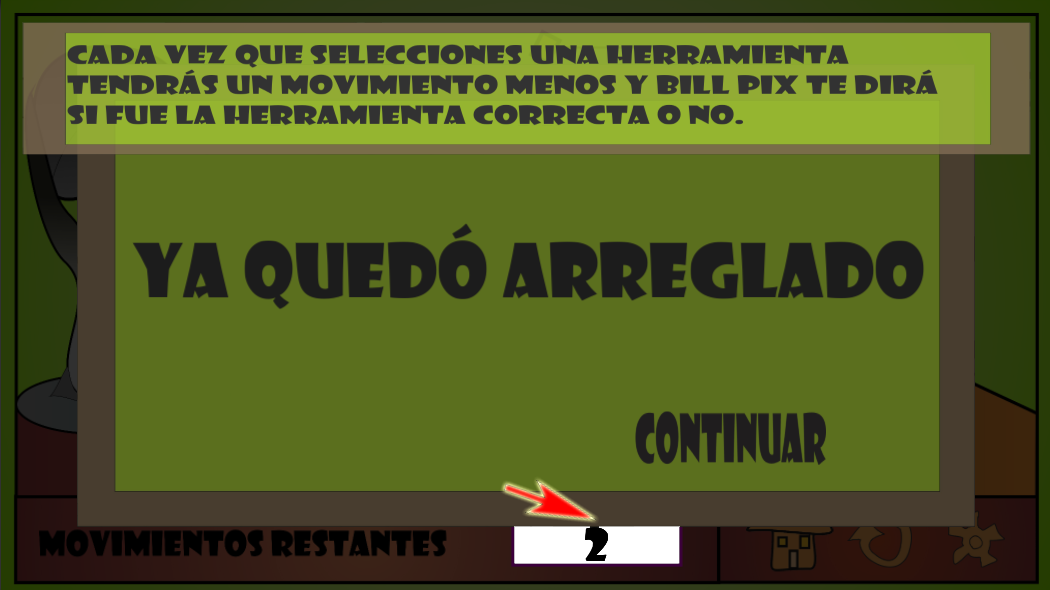 CADA VEZ QUE SELECCIONES UNA HERRAMIENTA
TENDRÁS UN MOVIMIENTO MENOS Y BILL PIX TE DIRÁ
SI FUE LA HERRAMIENTA CORRECTA O NO.
YA QUEDÓ ARREGLADO
CONTINUAR
MOVIMIENTOS RESTANTES
2